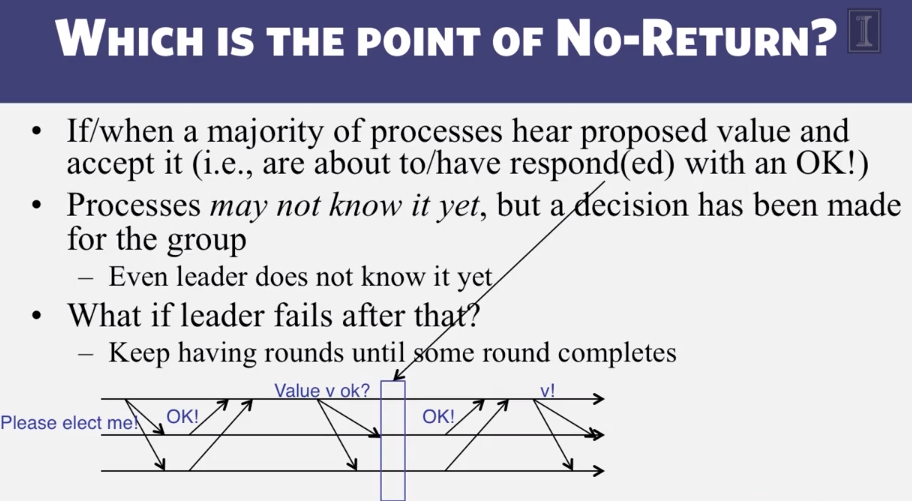 WHICH IS THE POINT OF NO-RETURN?
I
• If/when a majority of processes hear proposed value and
accept it (i.e., are about to/have respond(ed) with an OK!)
• Processes may not know it yet, but a decision has been made
for the group
– Even leader does not know it yet
• What if leader fails after that?
– Keep having rounds until some round completes
Please elect me!
OK!
Value v ok?
OK!
v!